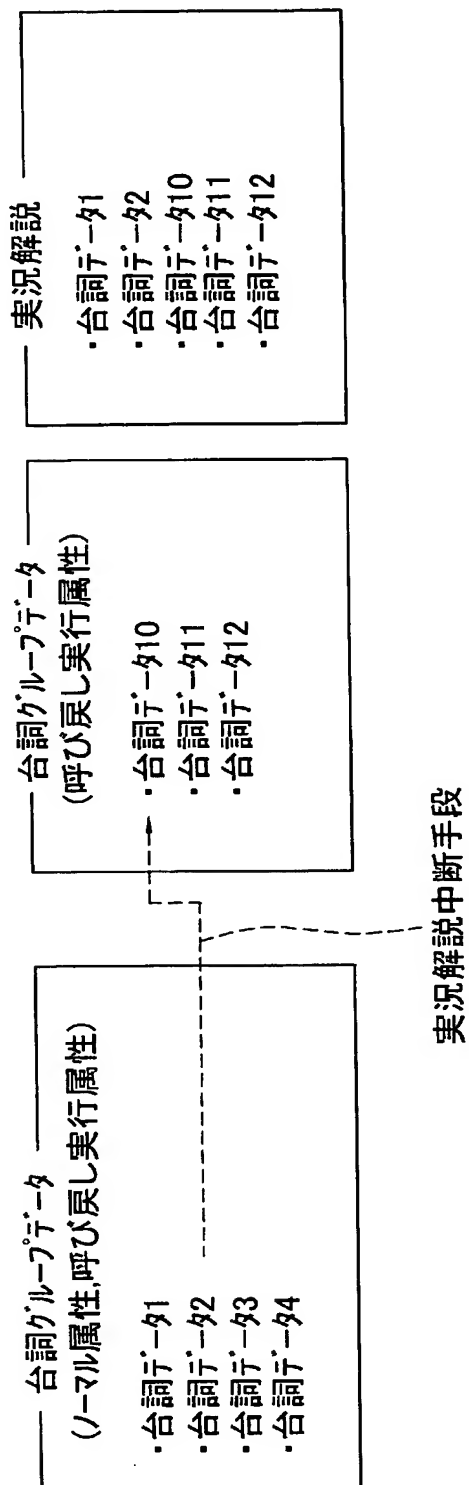 台詞グループデータ
(ノーマル属性,呼び戻し実行属性)
・台詞データ1
・台詞データ2
・台詞データ3
・台詞データ4
実況解説中断手段
台詞グループデータ
(呼び戻し実行属性)
・台詞データ10
・台詞データ11
・台詞データ12
実況解説
・台詞データ1
・台詞データ2
・台詞データ10
・台詞データ11
・台詞データ12